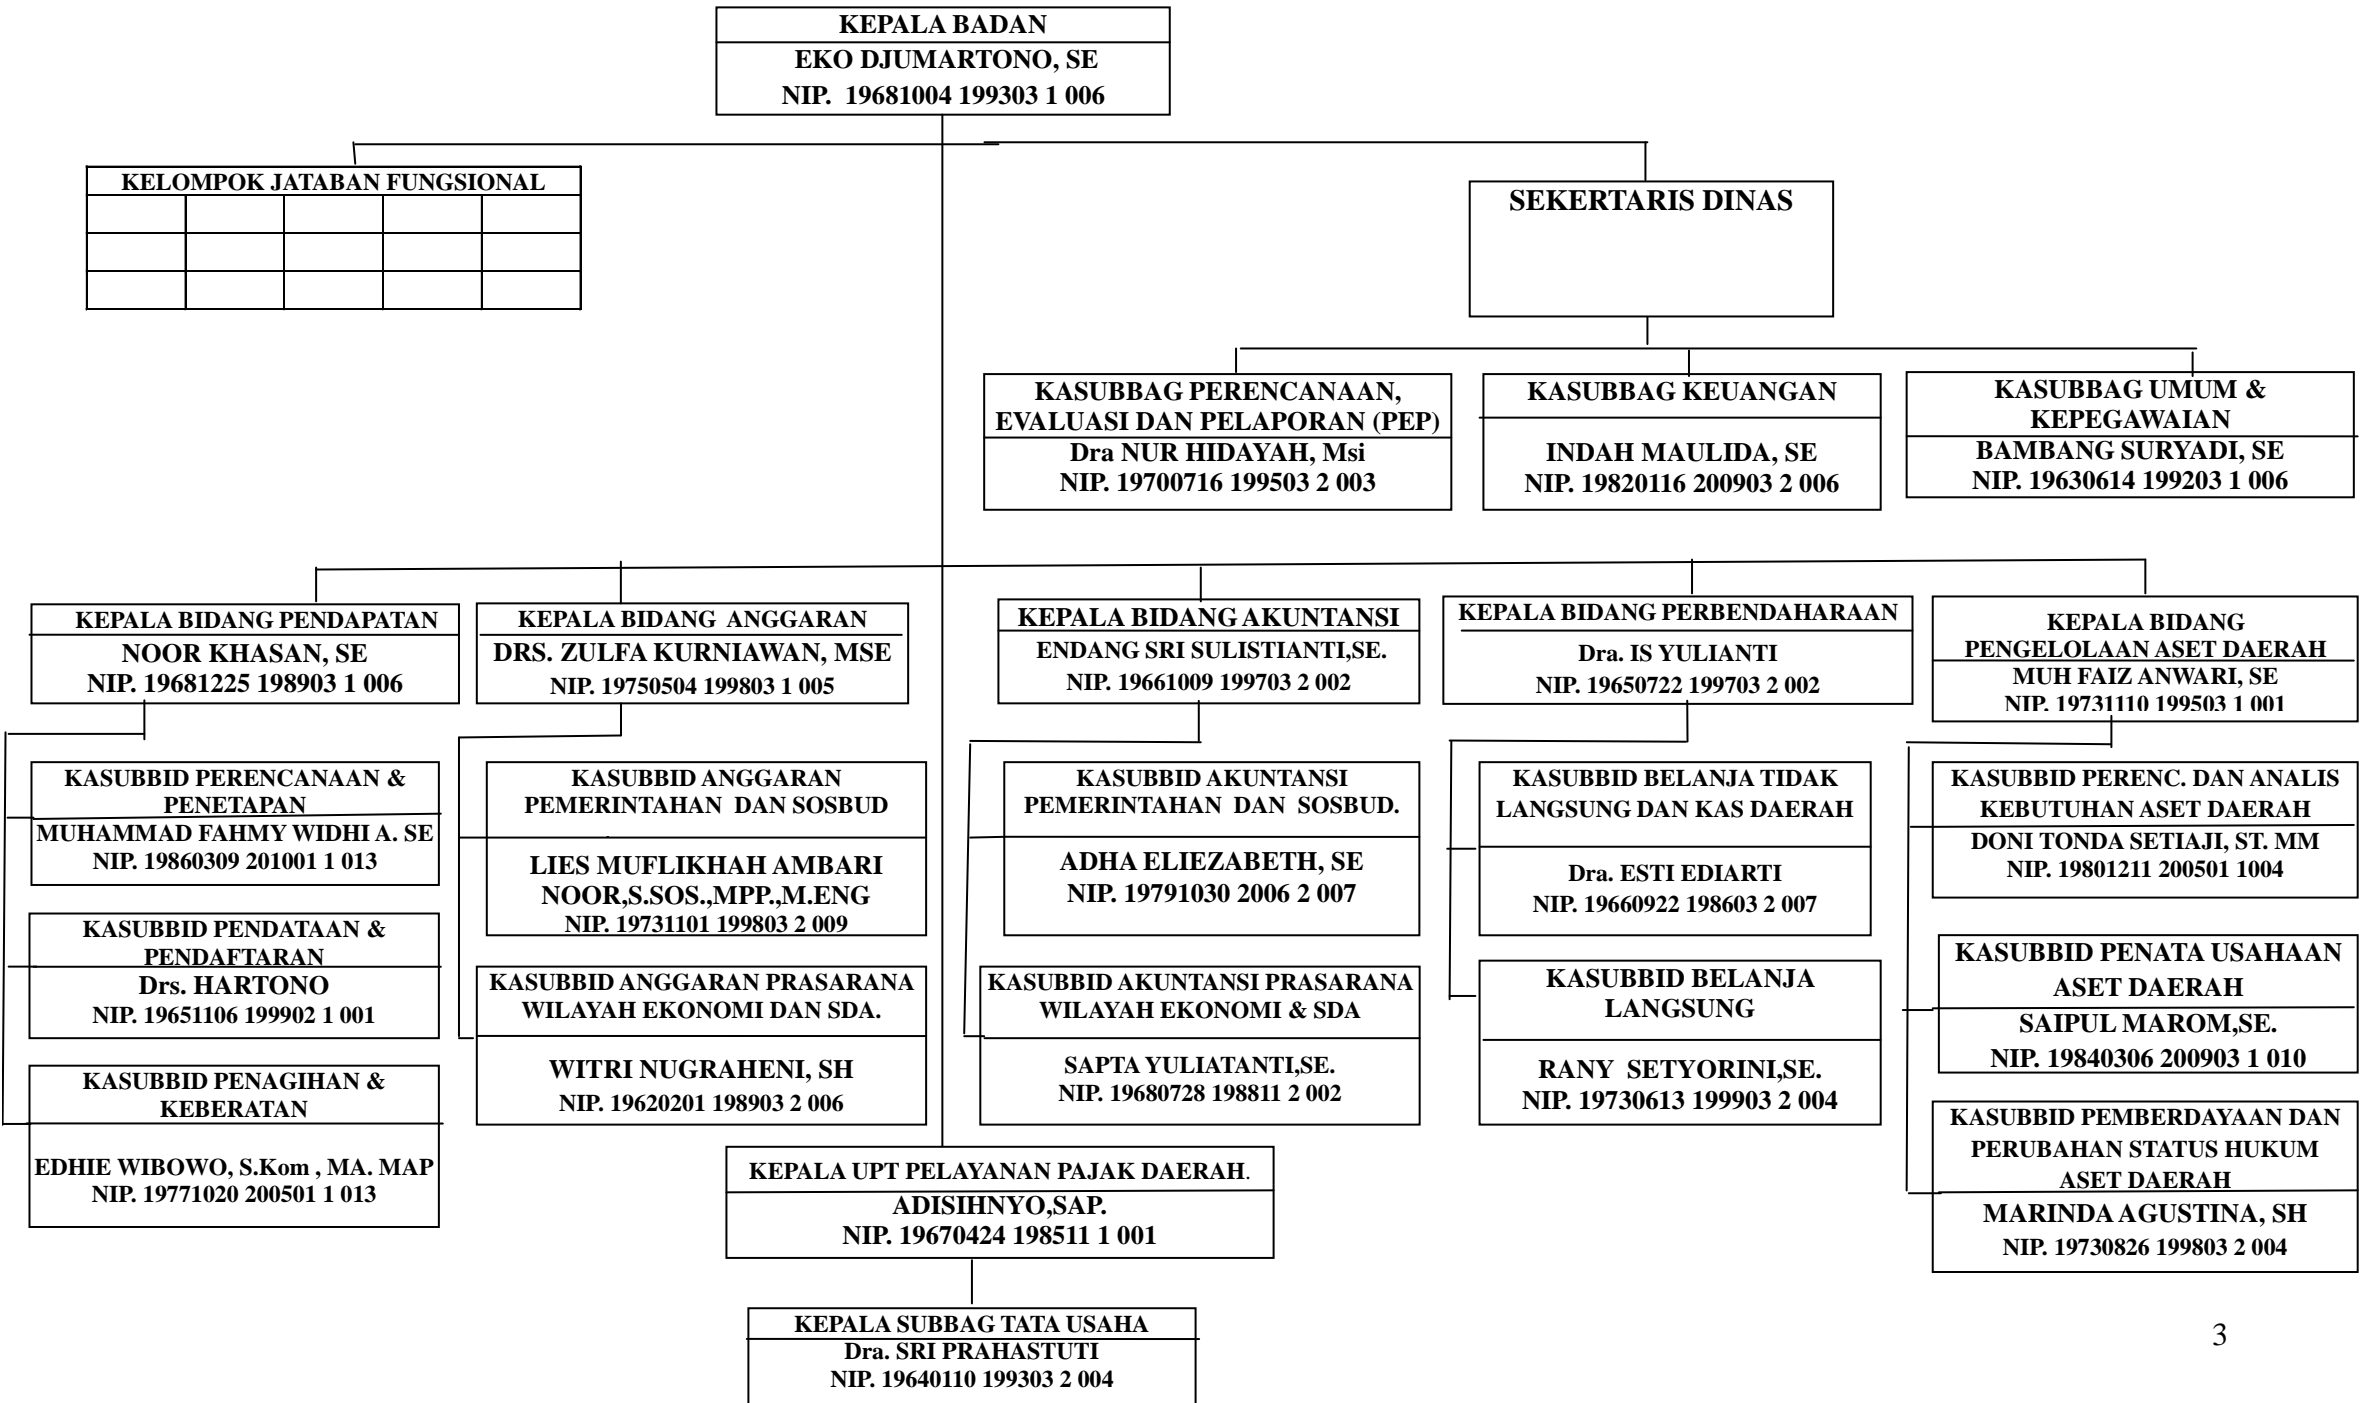 KEPALA BADAN
EKO DJUMARTONO, SE
NIP.  19681004 199303 1 006
KELOMPOK JATABAN FUNGSIONAL
SEKERTARIS DINAS
KASUBBAG PERENCANAAN,
EVALUASI DAN PELAPORAN (PEP)
Dra NUR HIDAYAH, Msi
NIP. 19700716 199503 2 003
KASUBBAG KEUANGAN
INDAH MAULIDA, SE
NIP. 19820116 200903 2 006
KASUBBAG UMUM &
KEPEGAWAIAN
BAMBANG SURYADI, SE
NIP. 19630614 199203 1 006
KEPALA BIDANG PENDAPATAN
NOOR KHASAN, SE
NIP. 19681225 198903 1 006
KEPALA BIDANG  ANGGARAN
DRS. ZULFA KURNIAWAN, MSE
NIP. 19750504 199803 1 005
KEPALA BIDANG AKUNTANSI
ENDANG SRI SULISTIANTI,SE.
NIP. 19661009 199703 2 002
KEPALA BIDANG PERBENDAHARAAN
Dra. IS YULIANTI
NIP. 19650722 199703 2 002
KEPALA BIDANG
PENGELOLAAN ASET DAERAH
MUH FAIZ ANWARI, SE
NIP. 19731110 199503 1 001
KASUBBID PERENCANAAN &
PENETAPAN
MUHAMMAD FAHMY WIDHI A. SE
NIP. 19860309 201001 1 013
KASUBBID PENDATAAN &
PENDAFTARAN
Drs. HARTONO
NIP. 19651106 199902 1 001
KASUBBID PENAGIHAN &
KEBERATAN
EDHIE WIBOWO, S.Kom , MA. MAP
NIP. 19771020 200501 1 013
KASUBBID ANGGARAN
PEMERINTAHAN  DAN SOSBUD
LIES MUFLIKHAH AMBARI
NOOR,S.SOS.,MPP.,M.ENG
NIP. 19731101 199803 2 009
KASUBBID ANGGARAN PRASARANA
WILAYAH EKONOMI DAN SDA.
WITRI NUGRAHENI, SH
NIP. 19620201 198903 2 006
KASUBBID AKUNTANSI
PEMERINTAHAN  DAN  SOSBUD.
ADHA ELIEZABETH, SE
NIP. 19791030 2006 2 007
KASUBBID AKUNTANSI PRASARANA
WILAYAH EKONOMI & SDA
SAPTA YULIATANTI,SE.
NIP. 19680728 198811 2 002
KASUBBID BELANJA TIDAK
LANGSUNG DAN KAS DAERAH
Dra. ESTI EDIARTI
NIP. 19660922 198603 2 007
KASUBBID BELANJA
LANGSUNG
RANY  SETYORINI,SE.
NIP. 19730613 199903 2 004
KASUBBID PERENC. DAN ANALIS
KEBUTUHAN ASET DAERAH
DONI TONDA SETIAJI, ST. MM
NIP. 19801211 200501 1004
KASUBBID PENATA USAHAAN
ASET DAERAH
SAIPUL MAROM,SE.
NIP. 19840306 200903 1 010
KASUBBID PEMBERDAYAAN DAN
PERUBAHAN STATUS HUKUM
ASET DAERAH
MARINDA AGUSTINA, SH
NIP. 19730826 199803 2 004
KEPALA UPT PELAYANAN PAJAK DAERAH.
ADISIHNYO,SAP.
NIP. 19670424 198511 1 001
KEPALA SUBBAG TATA USAHA
Dra. SRI PRAHASTUTI
NIP. 19640110 199303 2 004
3